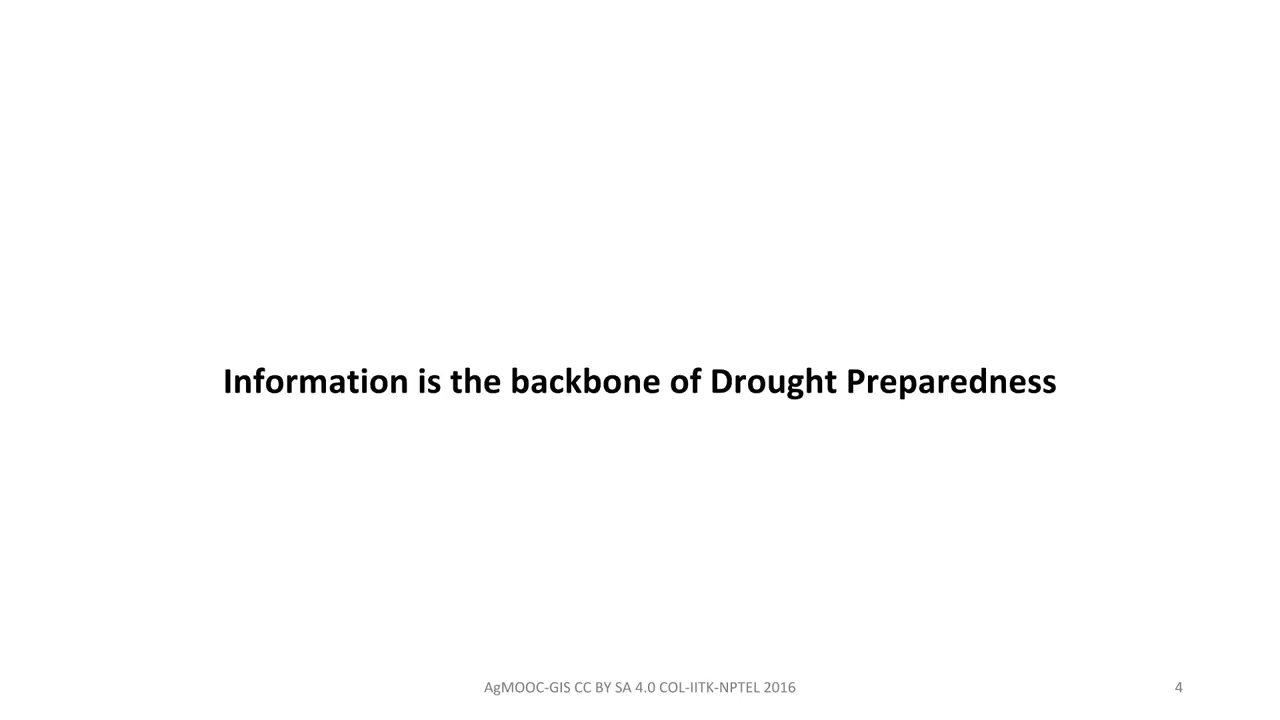 Information is the backbone of Drought Preparedness
AgMOOC-GIS CC BY SA 4.0 COL-IITK-NPTEL 2016
4